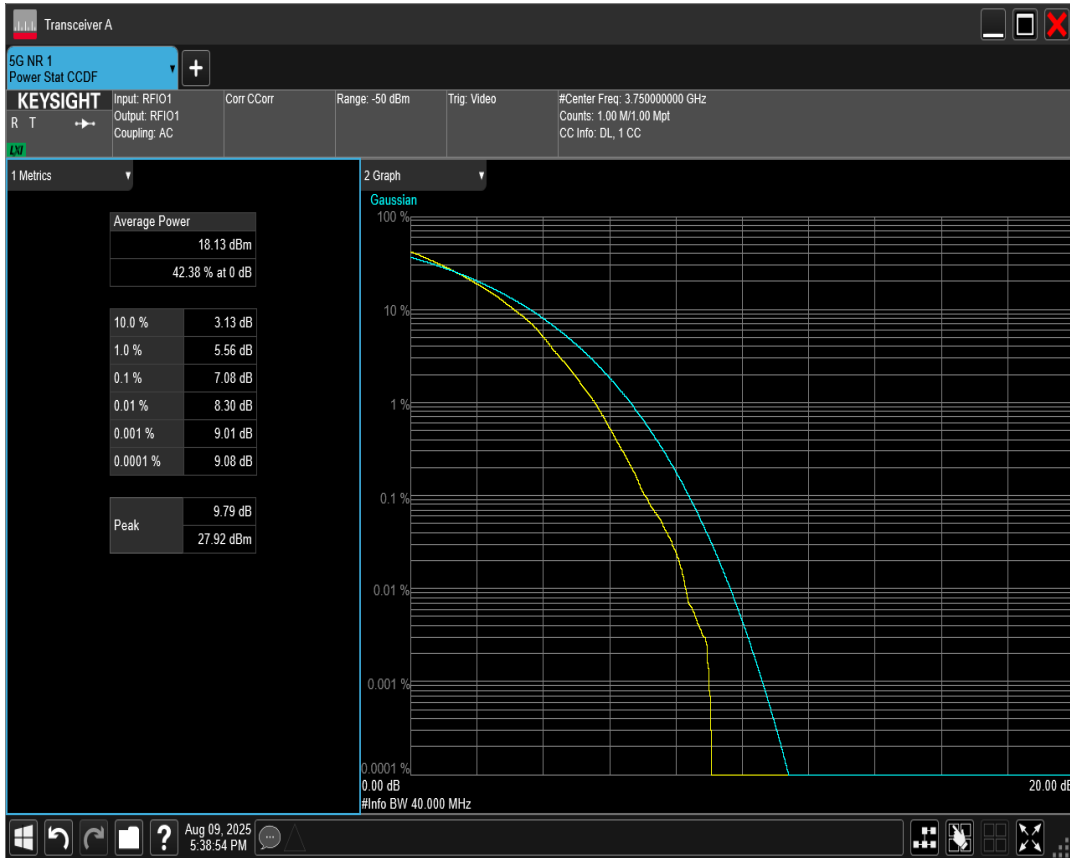 Transceiver A
5G NR 1
Power Stat CCDF
KEYSIGHT
R T
LXI
Input: RFIO1
Output: RFIO1
Coupling: AC
Corr CCorr
Range: -50 dBm
Trig: Video
#Center Freq: 3.750000000 GHz
Counts: 1.00 M/1.00 Mpt
CC Info: DL, 1 CC
1 Metrics
Average Power
18.13 dBm
42.38 % at 0 dB
10.0 % 3.13 dB
1.0 % 5.56 dB
0.1 % 7.08 dB
0.01 % 8.30 dB
0.001 % 9.01 dB
0.0001 % 9.08 dB
Peak
9.79 dB
27.92 dBm
2 Graph
Gaussian
100 %
10 %
1 %
0.1 %
0.01 %
0.001 %
0.0001 %
0.00 dB
20.00 dB
#Info BW 40.000 MHz
?
Aug 09, 2025
5:38:54 PM